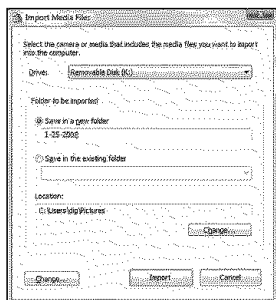 Import Media Files
Select the camera or media that includes the media files you want to import
into the computer.
Drive: Removable Disk (K:)
Folder to be imported:
Save in a new folder
1-25-2008
Save in the existing folder
Location:
C:\Users\dig\Pictures
Change...
Change... Import Cancel